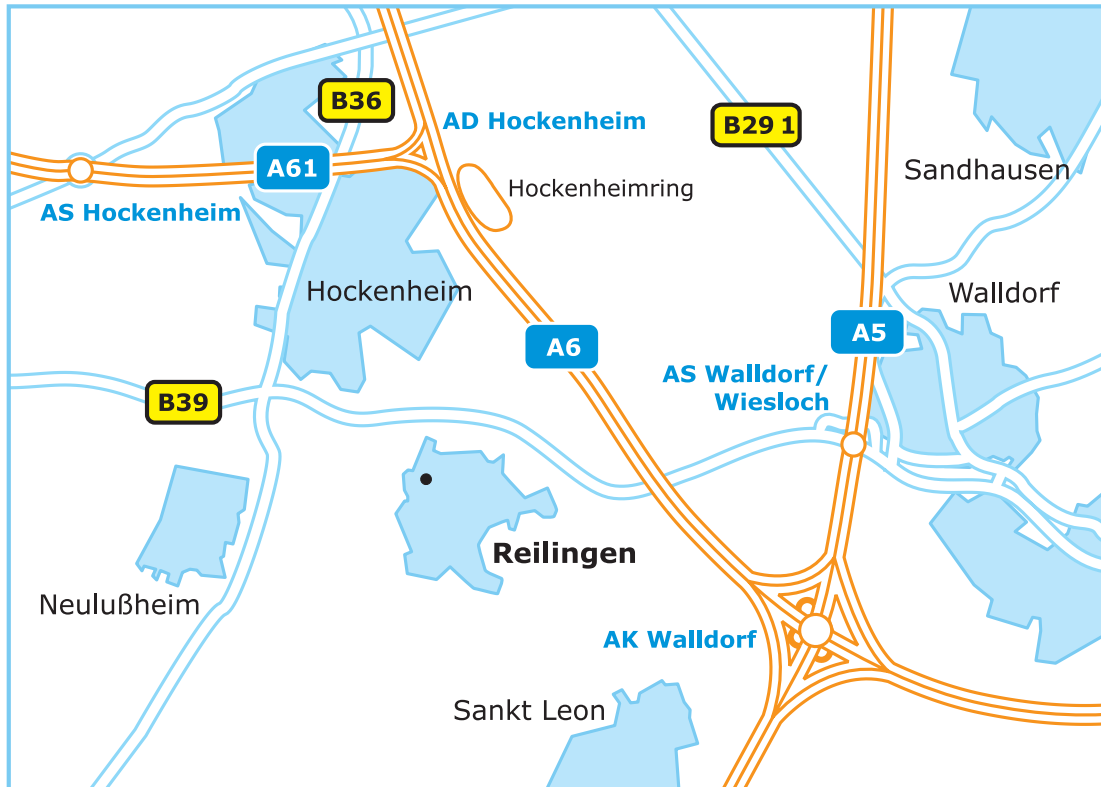 B36
AD Hockenheim
B29 1
A61
Sandhausen
Hockenheimring
AS Hockenheim
Hockenheim
Walldorf
A6
A5
AS Walldorf/
Wiesloch
B39
Reilingen
Neulußheim
AK Walldorf
Sankt Leon